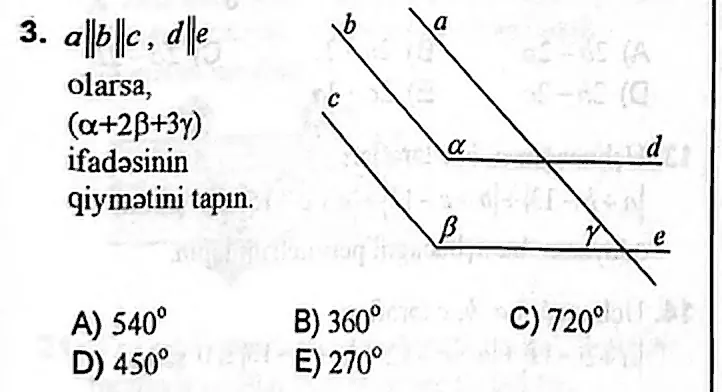 3. a∥b∥c, d∥e
olarsa,
(α+2β+3γ)
ifadəsinin
qiymətini tapın.
b
a
c
α
d
β
γ
e
A) 540°
B) 360°
C) 720°
D) 450°
E) 270°